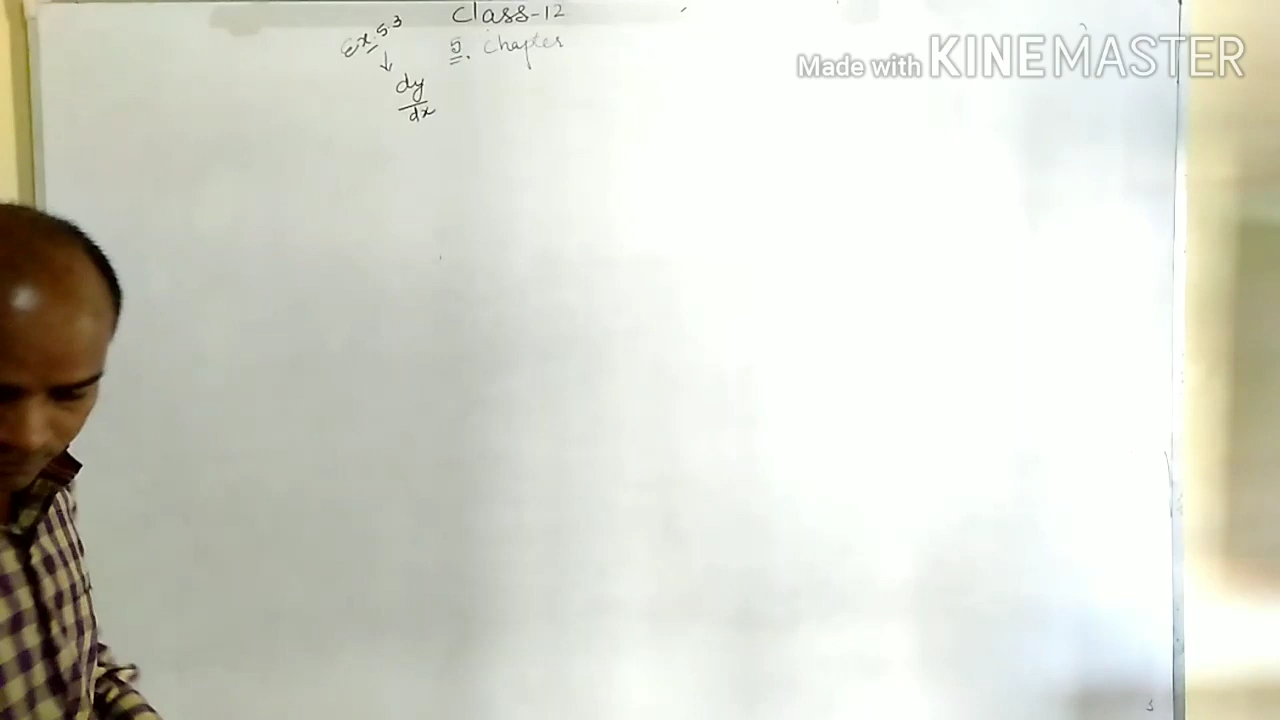 Class-12
Ex 5.3
5. Chapter
dy
dx
Made with KINEMASTER